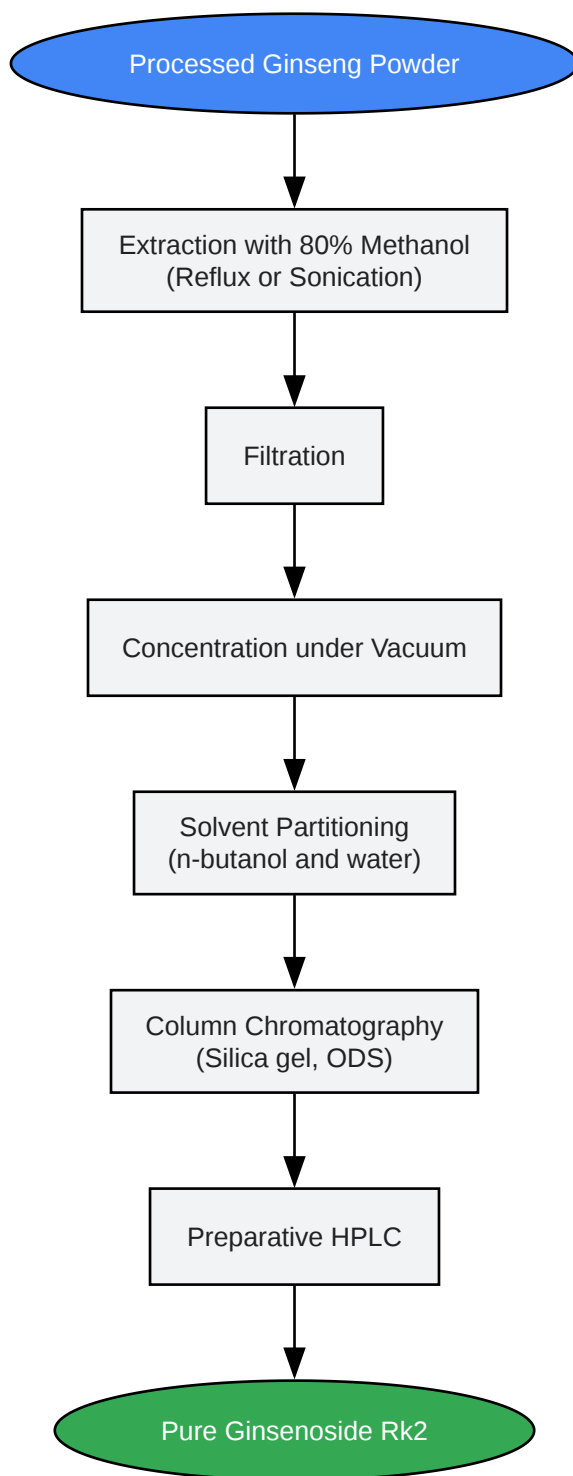 Processed Ginseng Powder
Extraction with 80% Methanol
(Reflux or Sonication)
Filtration
Concentration under Vacuum
Solvent Partitioning
(n-butanol and water)
Column Chromatography
(Silica gel, ODS)
Preparative HPLC
Pure Ginsenoside Rk2